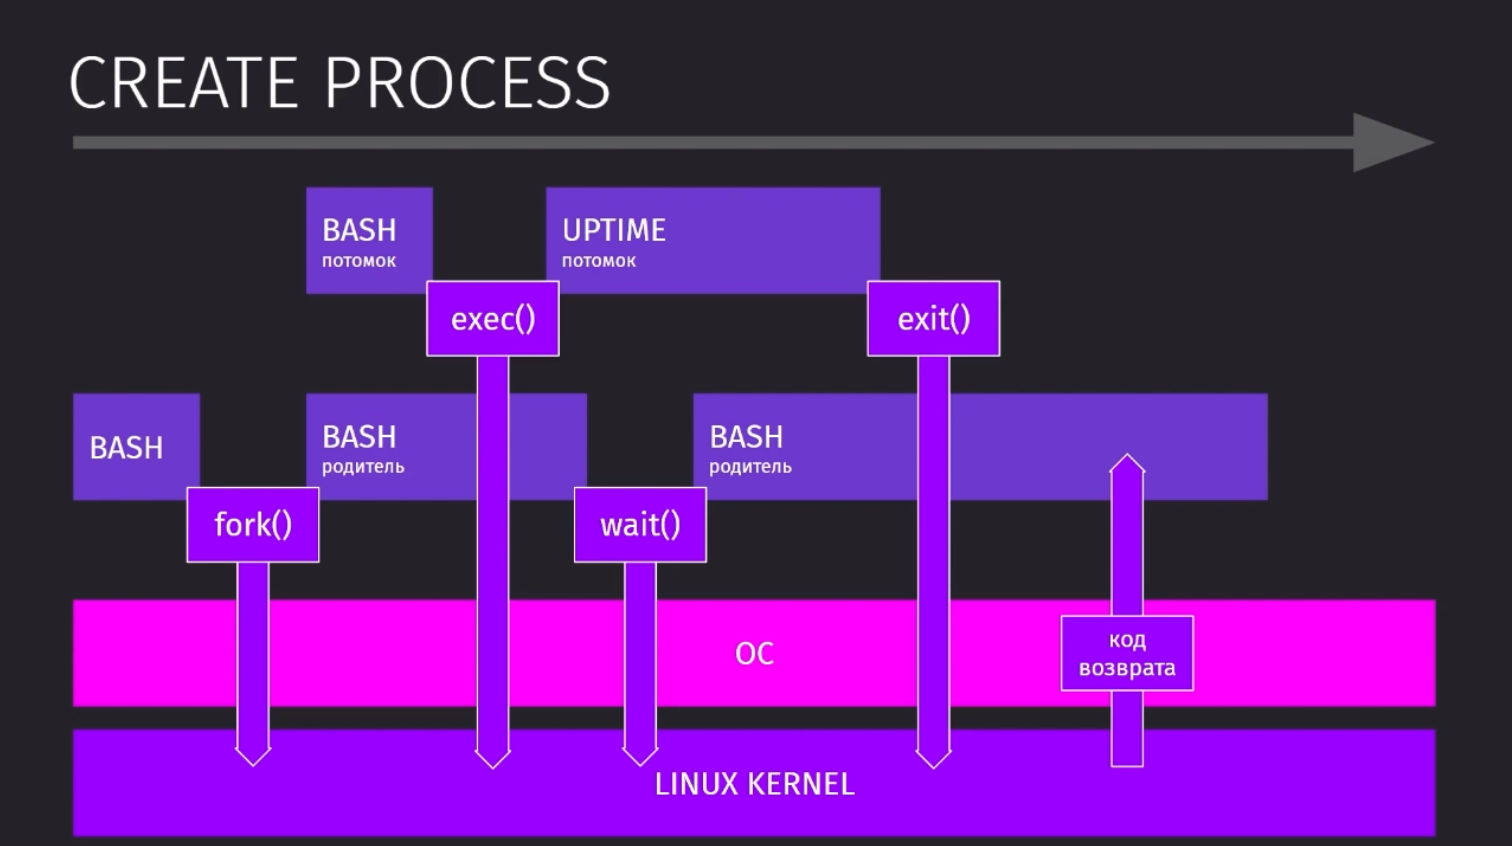 CREATE PROCESS
BASH
потомок
UPTIME
потомок
exec()
exit()
BASH
BASH
родитель
BASH
родитель
fork()
wait()
ОС
код
возврата
LINUX KERNEL